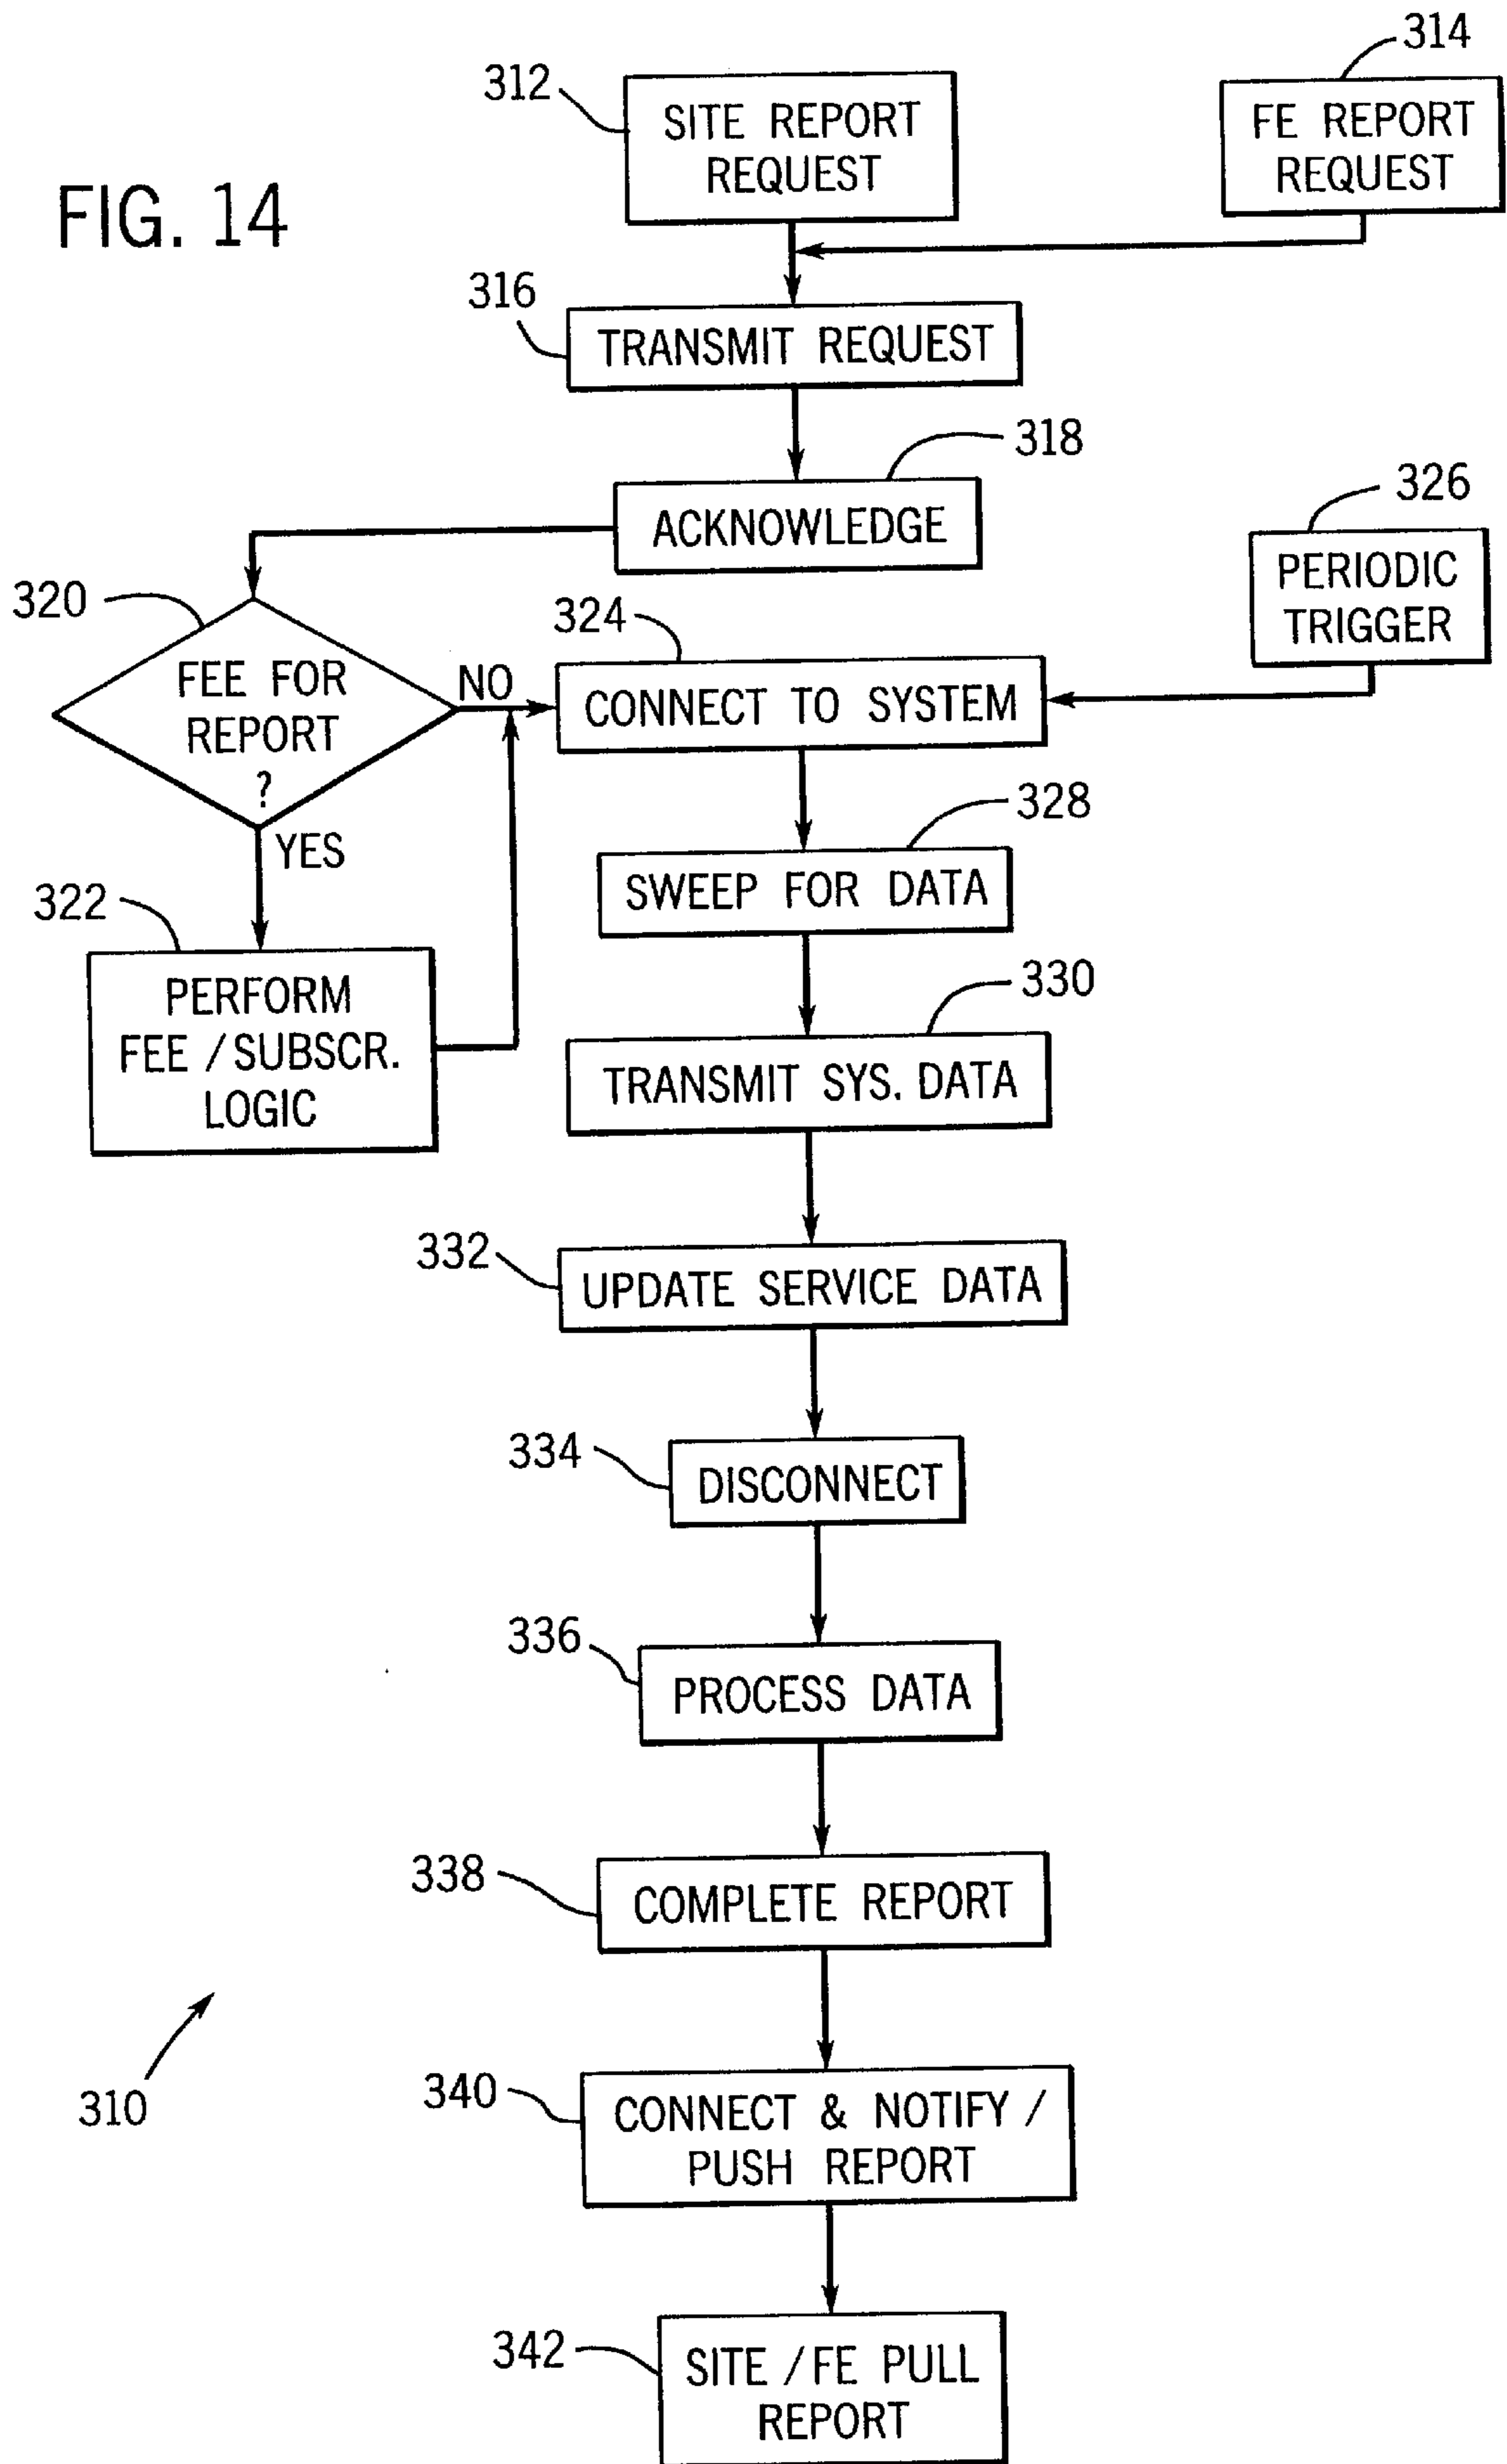 314
312
SITE REPORT
REQUEST
FE REPORT
REQUEST
FIG. 14
316
TRANSMIT REQUEST
318
ACKNOWLEDGE
326
PERIODIC
TRIGGER
320
FEE FOR
REPORT
?
NO
YES
324
CONNECT TO SYSTEM
328
SWEEP FOR DATA
322
PERFORM
FEE / SUBSCR.
LOGIC
330
TRANSMIT SYS. DATA
332
UPDATE SERVICE DATA
334
DISCONNECT
336
PROCESS DATA
338
COMPLETE REPORT
310
340
CONNECT & NOTIFY /
PUSH REPORT
342
SITE / FE PULL
REPORT